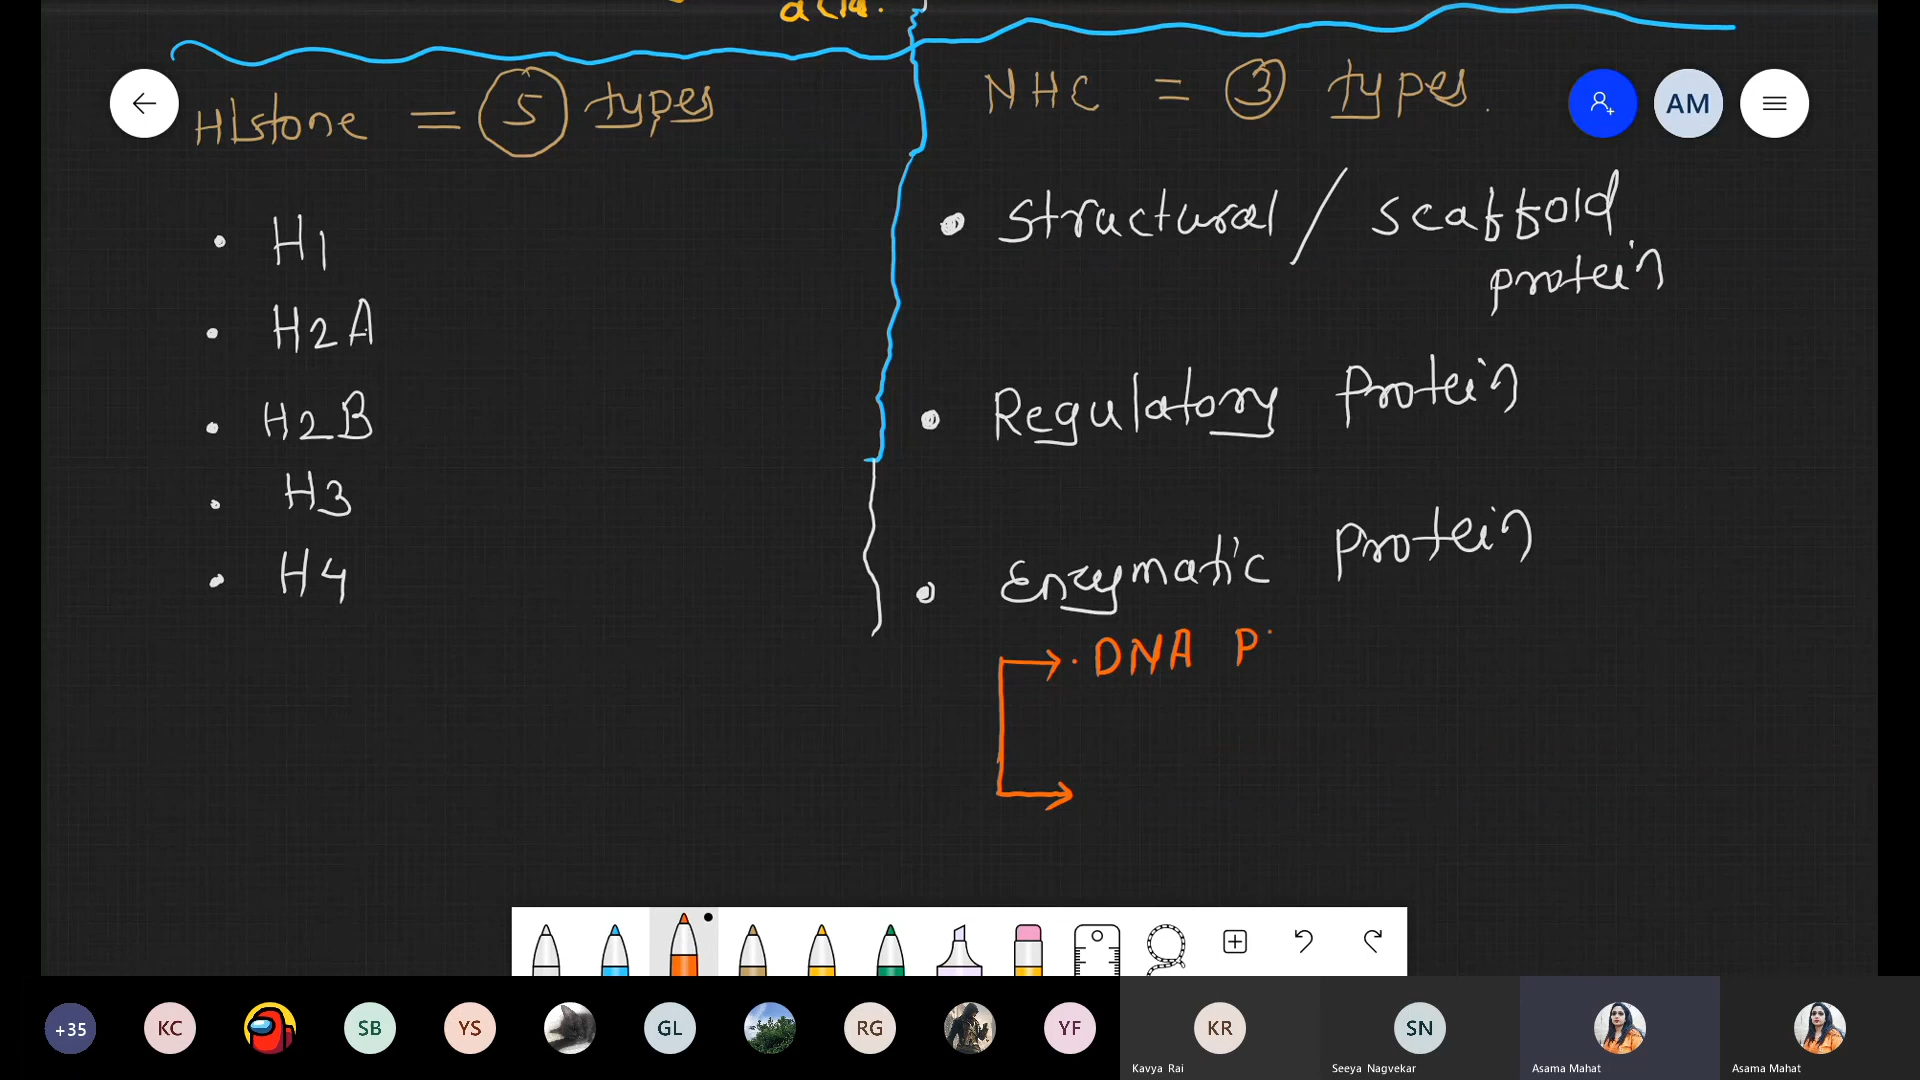 acid.
Histone = 5 types
• H1
• H2A
• H2B
• H3
• H4
NHC = 3 types.
• Structural / scaffold
protein
• Regulatory Protein
• Enzymatic Protein
→ • DNA P
→
AM
+35
KC
SB
YS
GL
RG
YF
KR
Kavya Rai
SN
Seeya Nagvekar
Asama Mahat
Asama Mahat